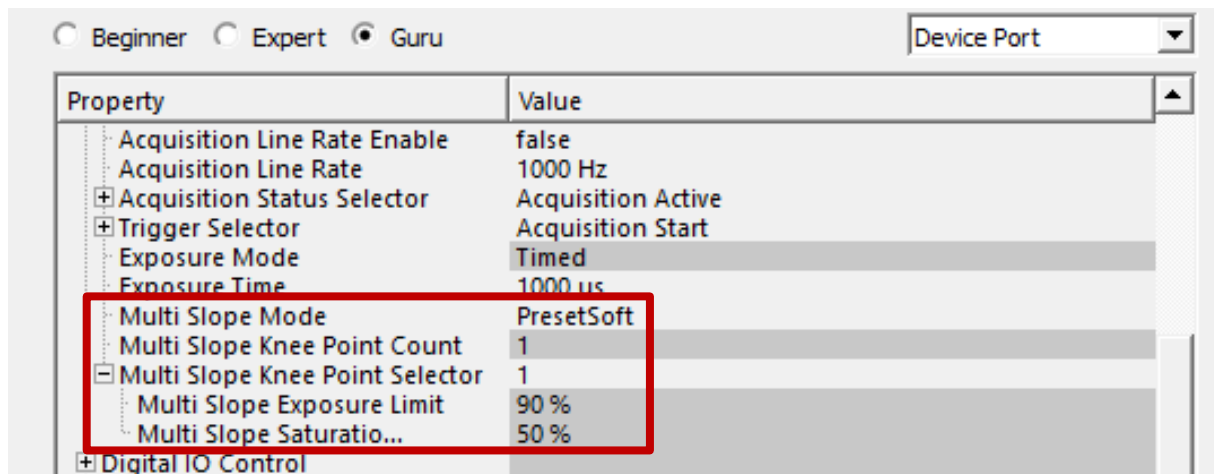 Beginner Expert Guru Device Port
Property Value
Acquisition Line Rate Enable false
Acquisition Line Rate 1000 Hz
Acquisition Status Selector Acquisition Active
Trigger Selector Acquisition Start
Exposure Mode Timed
Exposure Time 1000 us
Multi Slope Mode PresetSoft
Multi Slope Knee Point Count 1
Multi Slope Knee Point Selector 1
Multi Slope Exposure Limit 90 %
Multi Slope Saturatio... 50 %
Digital IO Control